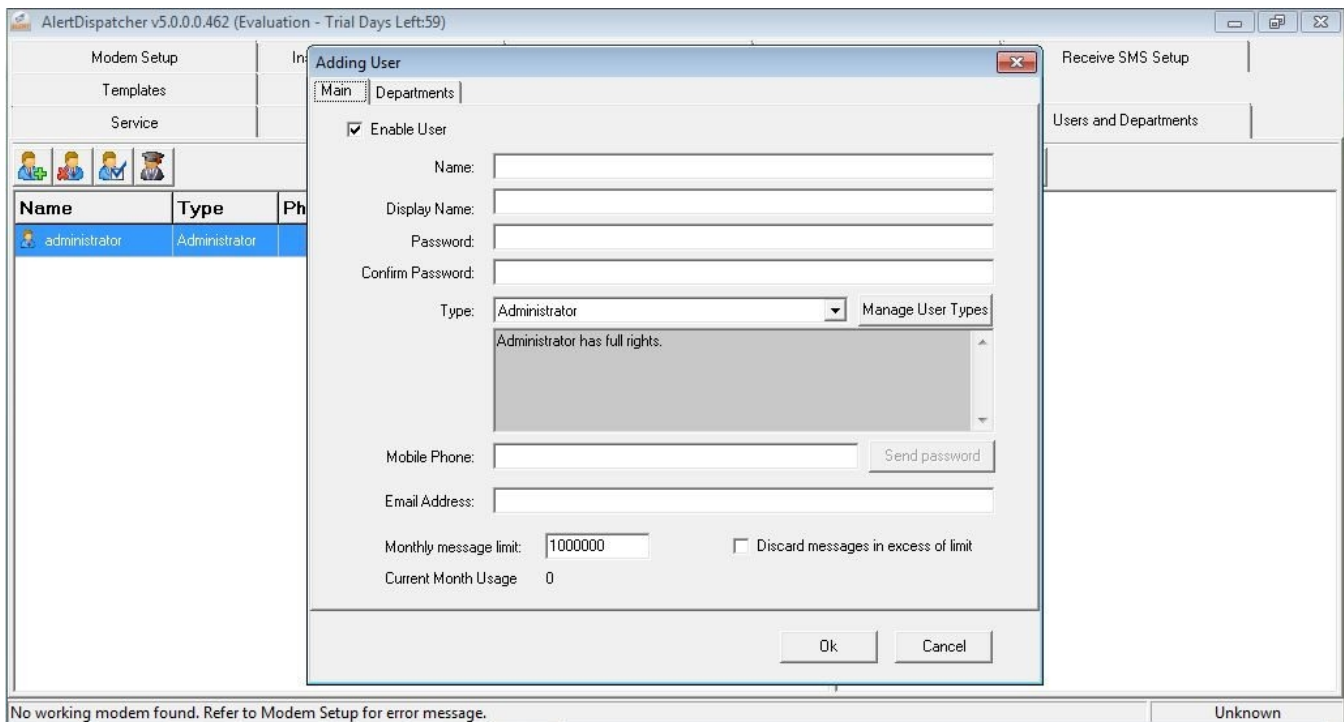 AlertDispatcher v5.0.0.0.462 (Evaluation - Trial Days Left:59)
Modem Setup
Receive SMS Setup
Templates
Service
Users and Departments
Name Type Ph
administrator Administrator
Adding User
Main Departments
Enable User
Name:
Display Name:
Password:
Confirm Password:
Type: Administrator Manage User Types
Administrator has full rights.
Mobile Phone: Send password
Email Address:
Monthly message limit: 1000000 Discard messages in excess of limit
Current Month Usage 0
Ok Cancel
No working modem found. Refer to Modem Setup for error message. Unknown